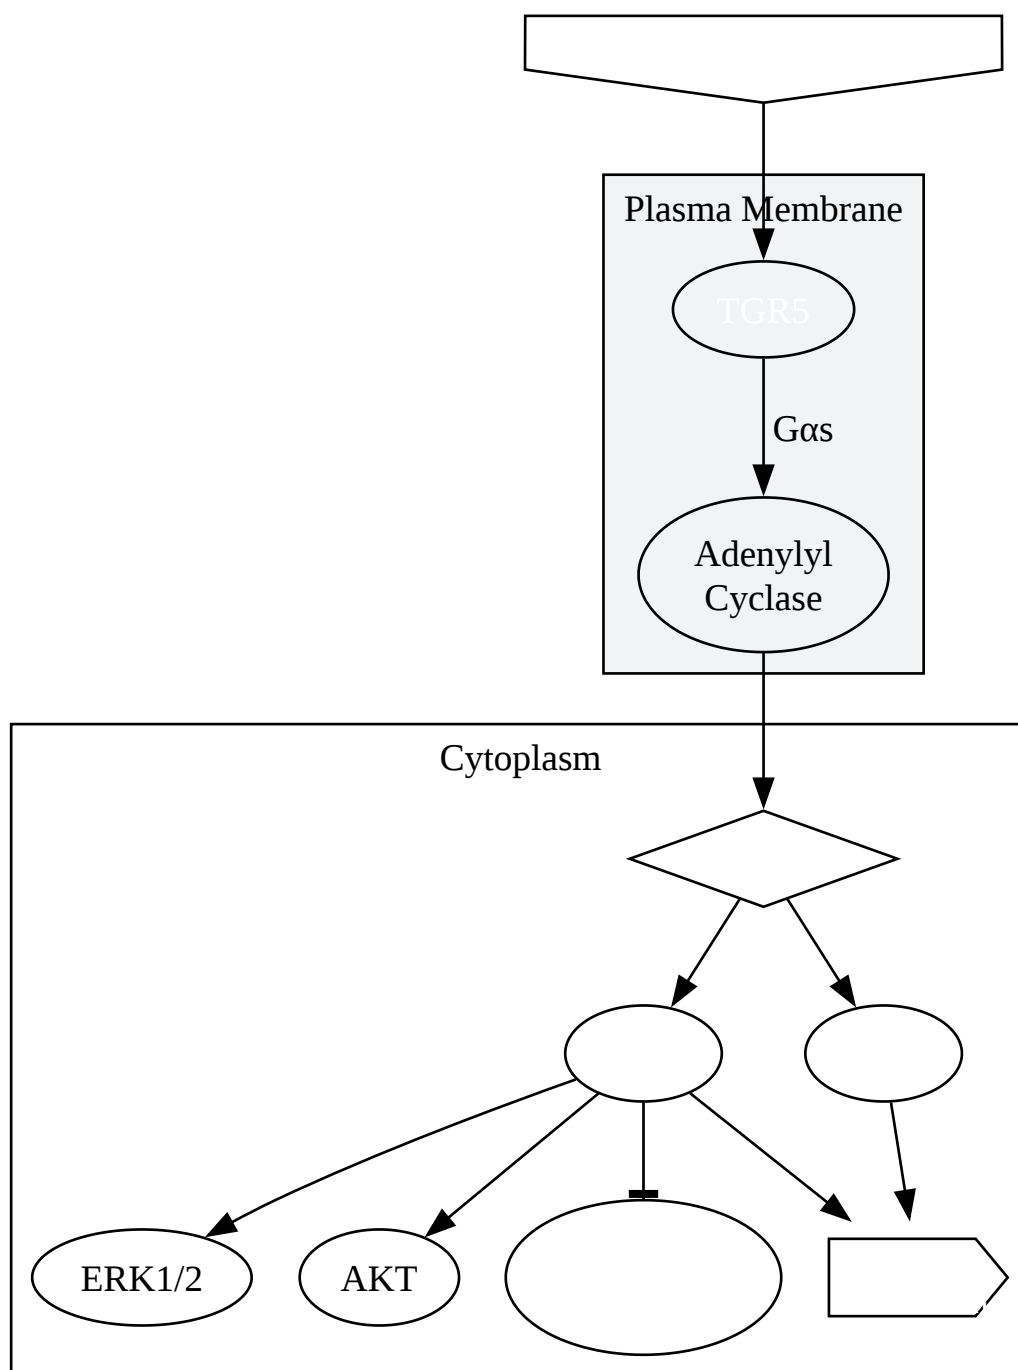 Plasma Membrane
TGR5
Gαs
Adenylyl
Cyclase
Cytoplasm
ERK1/2
AKT